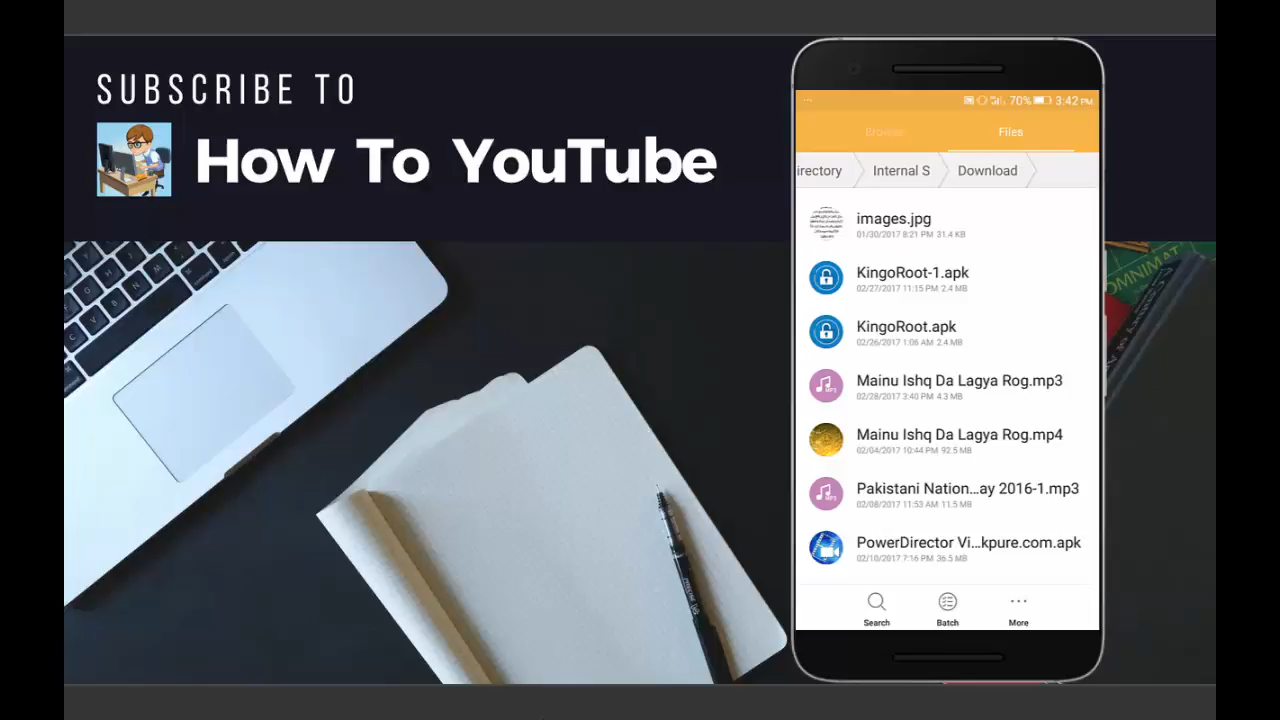 SUBSCRIBE TO
How To YouTube
70% 3:42 PM
Browse
Files
irectory
Internal S
Download
images.jpg
01/30/2017 8:21 PM 31.4 KB
KingoRoot-1.apk
02/27/2017 11:15 PM 2.4 MB
KingoRoot.apk
02/26/2017 1:06 AM 2.4 MB
Mainu Ishq Da Lagya Rog.mp3
02/28/2017 3:40 PM 4.3 MB
Mainu Ishq Da Lagya Rog.mp4
02/04/2017 10:44 PM 92.5 MB
Pakistani Nation...ay 2016-1.mp3
02/08/2017 11:53 AM 11.5 MB
PowerDirector Vi...kpure.com.apk
02/10/2017 7:16 PM 36.5 MB
Search
Batch
More
OMNIMAT